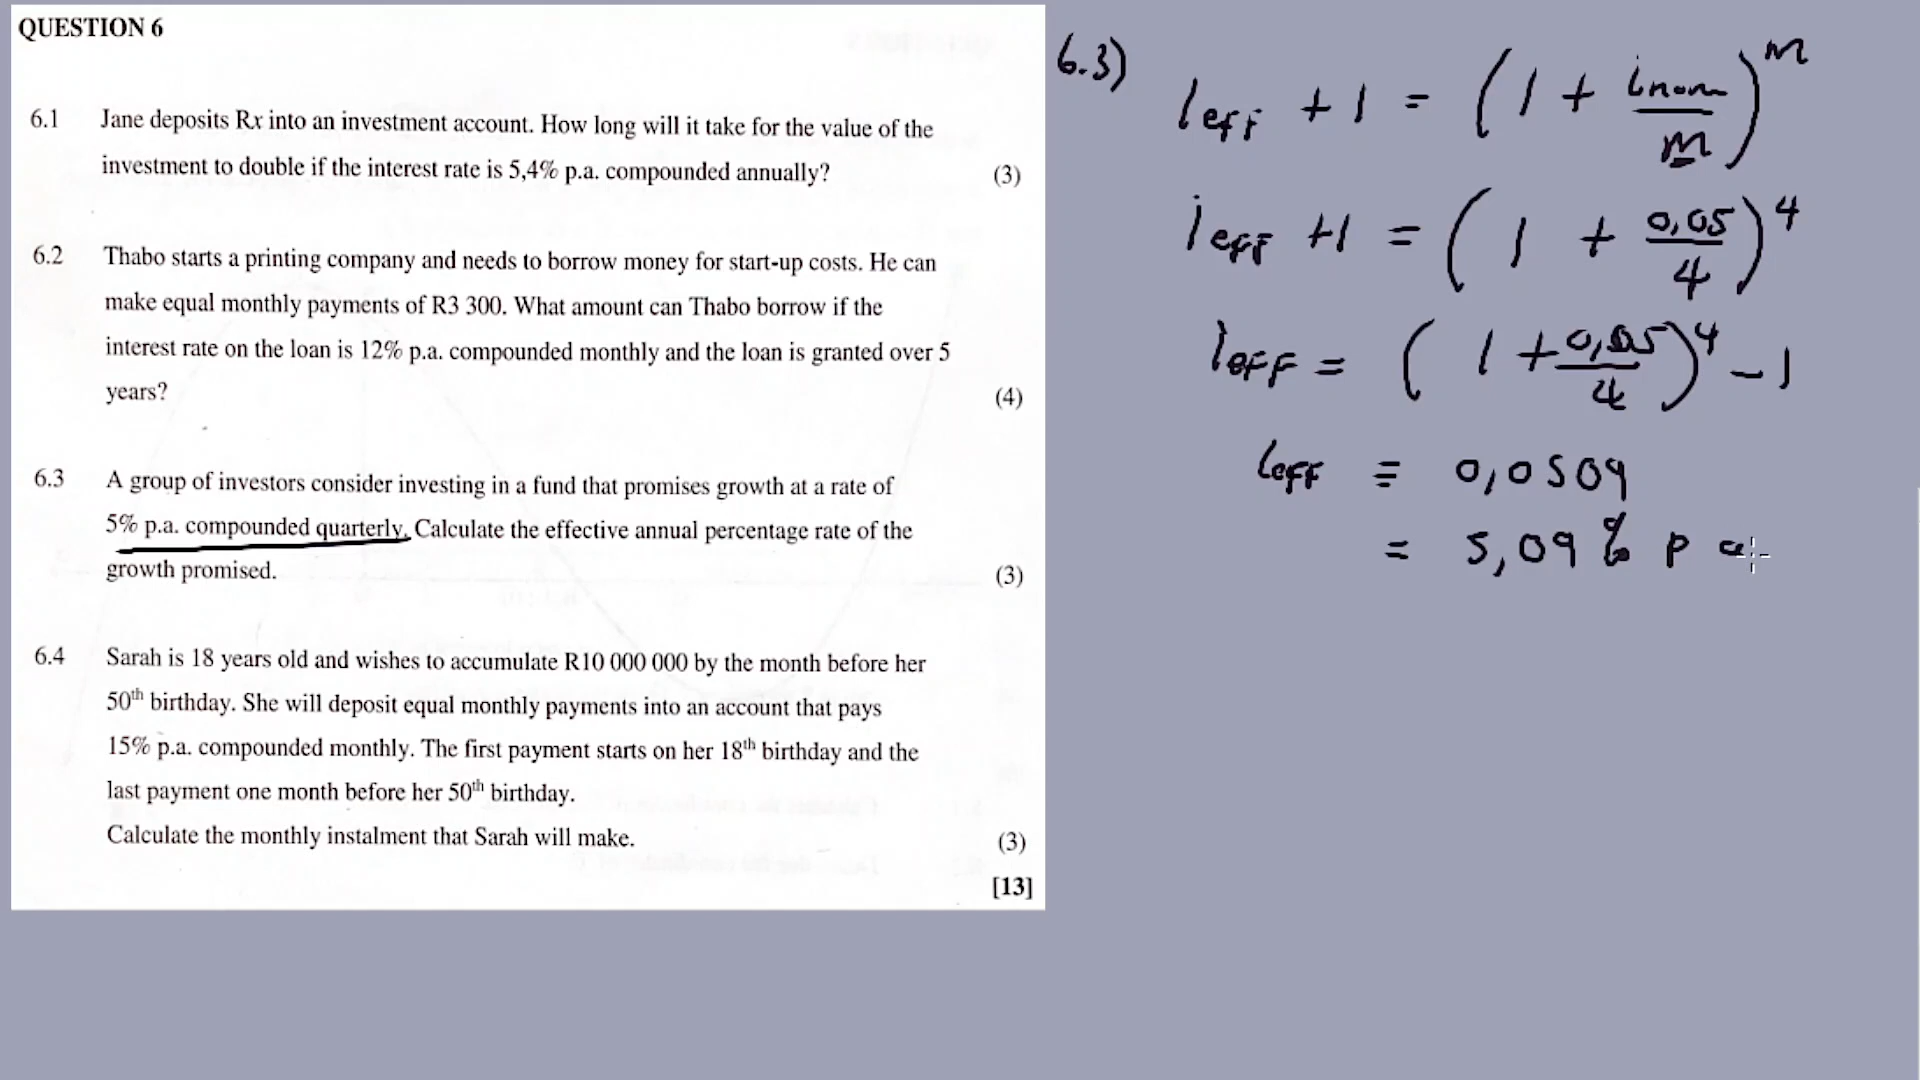 QUESTION 6
6.1 Jane deposits Rx into an investment account. How long will it take for the value of the
investment to double if the interest rate is 5,4% p.a. compounded annually? (3)
6.2 Thabo starts a printing company and needs to borrow money for start-up costs. He can
make equal monthly payments of R3 300. What amount can Thabo borrow if the
interest rate on the loan is 12% p.a. compounded monthly and the loan is granted over 5
years? (4)
6.3 A group of investors consider investing in a fund that promises growth at a rate of
5% p.a. compounded quarterly. Calculate the effective annual percentage rate of the
growth promised. (3)
6.4 Sarah is 18 years old and wishes to accumulate R10 000 000 by the month before her
50th birthday. She will deposit equal monthly payments into an account that pays
15% p.a. compounded monthly. The first payment starts on her 18th birthday and the
last payment one month before her 50th birthday.
Calculate the monthly instalment that Sarah will make. (3)
[13]
6.3) ieff + 1 = (1 + inom/m)^m
ieff + 1 = (1 + 0,05/4)^4
ieff = (1 + 0,05/4)^4 - 1
ieff = 0,0509
= 5,09% p a